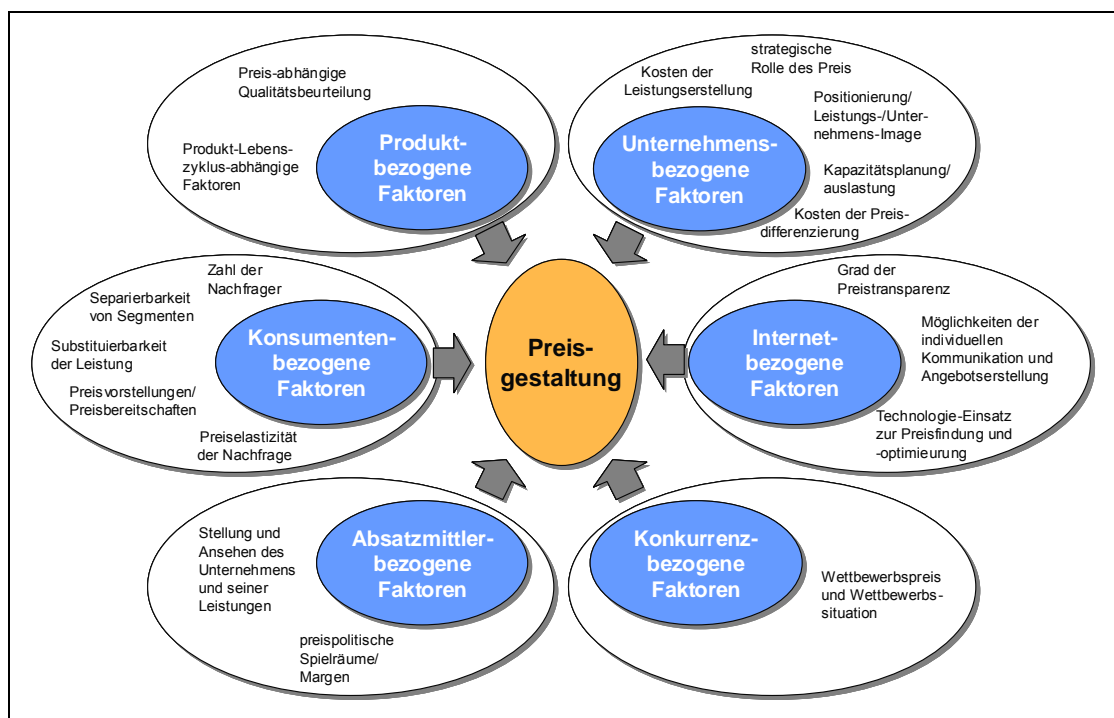 Preis-abhängige
Qualitätsbeurteilung
Produkt-
bezogene
Faktoren
Produkt-Lebens-
zyklus-abhängige
Faktoren
strategische
Rolle des Preis
Kosten der
Leistungserstellung
Positionierung/
Leistungs-/Unter-
nehmens-Image
Unternehmens-
bezogene
Faktoren
Kapazitätsplanung/
auslastung
Kosten der Preis-
differenzierung
Zahl der
Nachfrager
Separierbarkeit
von Segmenten
Konsumenten-
bezogene
Faktoren
Substituierbarkeit
der Leistung
Preisvorstellungen/
Preisbereitschaften
Preiselastizität
der Nachfrage
Preis-
gestaltung
Grad der
Preistransparenz
Internet-
bezogene
Faktoren
Möglichkeiten der
individuellen
Kommunikation und
Angebotserstellung
Technologie-Einsatz
zur Preisfindung und
-optimieurung
Stellung und
Ansehen des
Unternehmens
und seiner
Leistungen
Absatzmittler-
bezogene
Faktoren
preispolitische
Spielräume/
Margen
Konkurrenz-
bezogene
Faktoren
Wettbewerbspreis
und Wettbewerbs-
situation